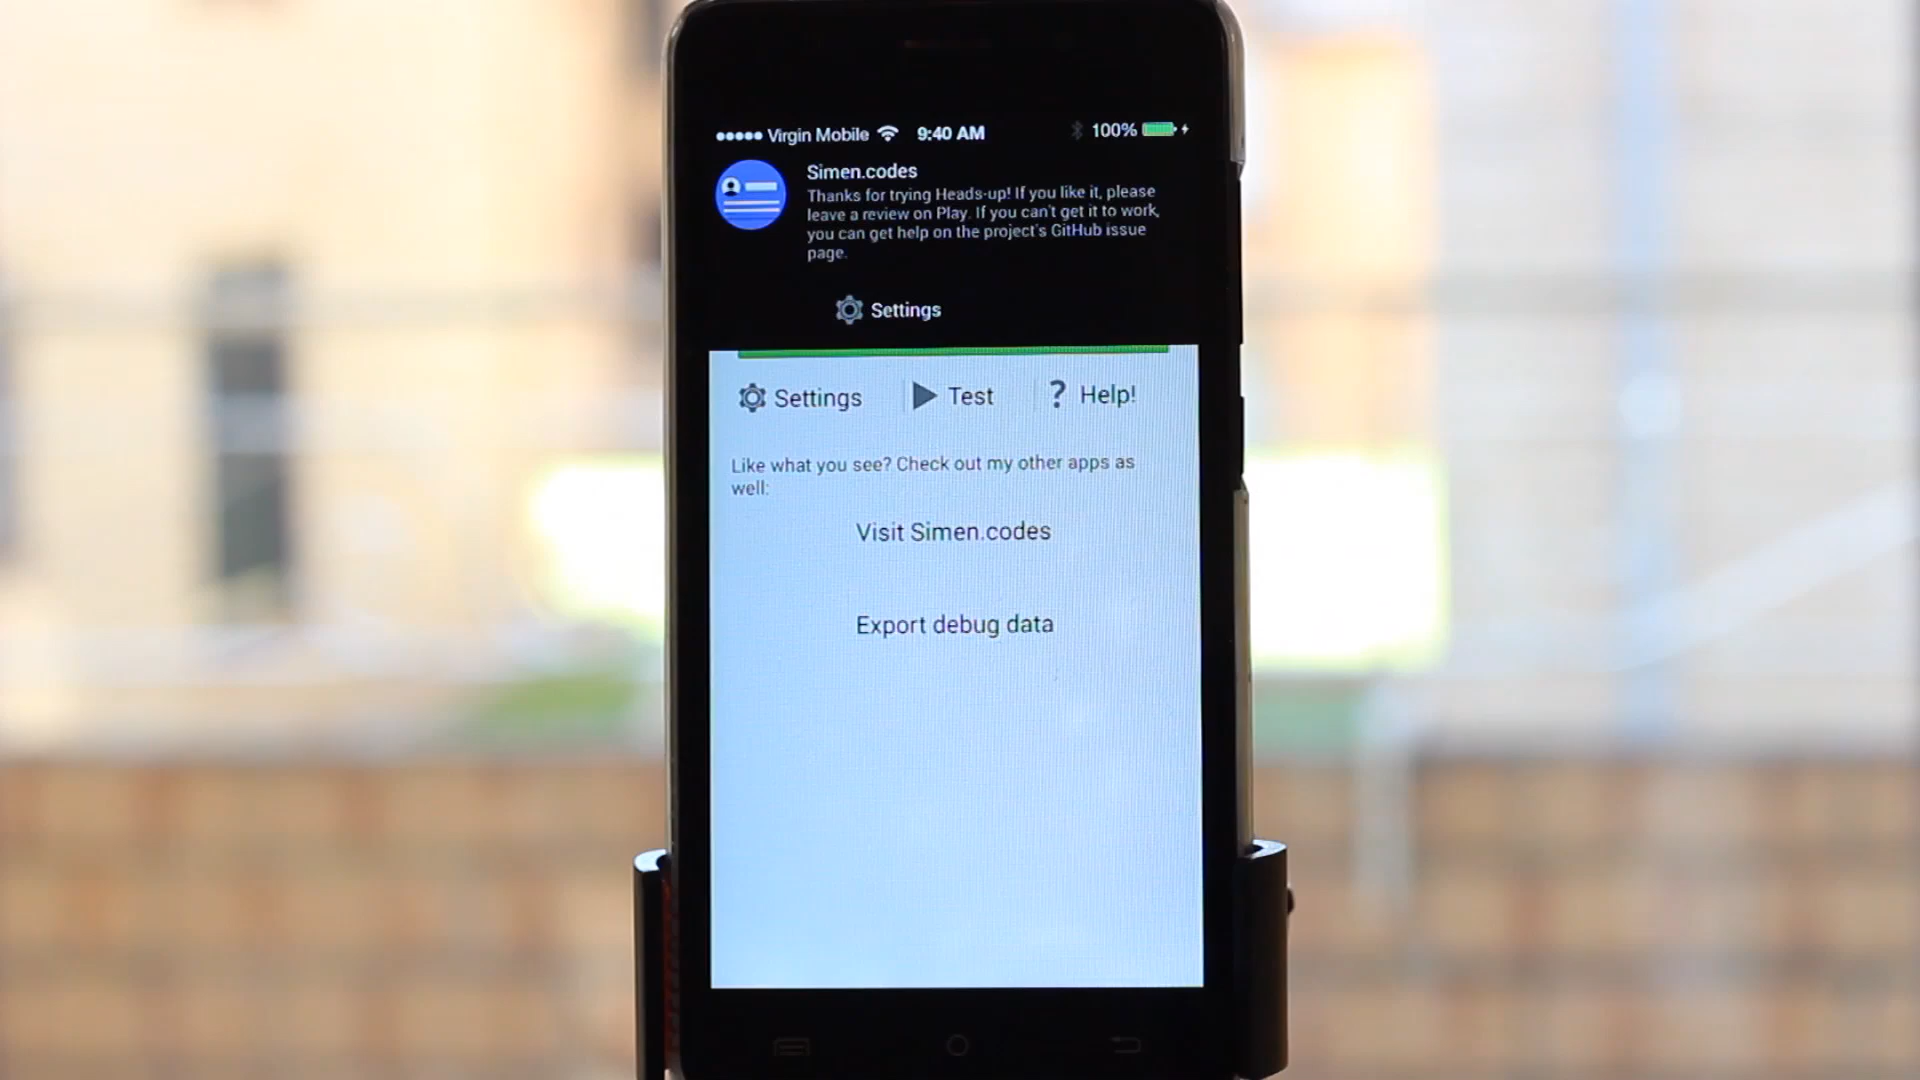 Virgin Mobile 9:40 AM 100%
Simen.codes
Thanks for trying Heads-up! If you like it, please
leave a review on Play. If you can't get it to work,
you can get help on the project's GitHub issue
page.
Settings
Settings Test ? Help!
Like what you see? Check out my other apps as
well:
Visit Simen.codes
Export debug data